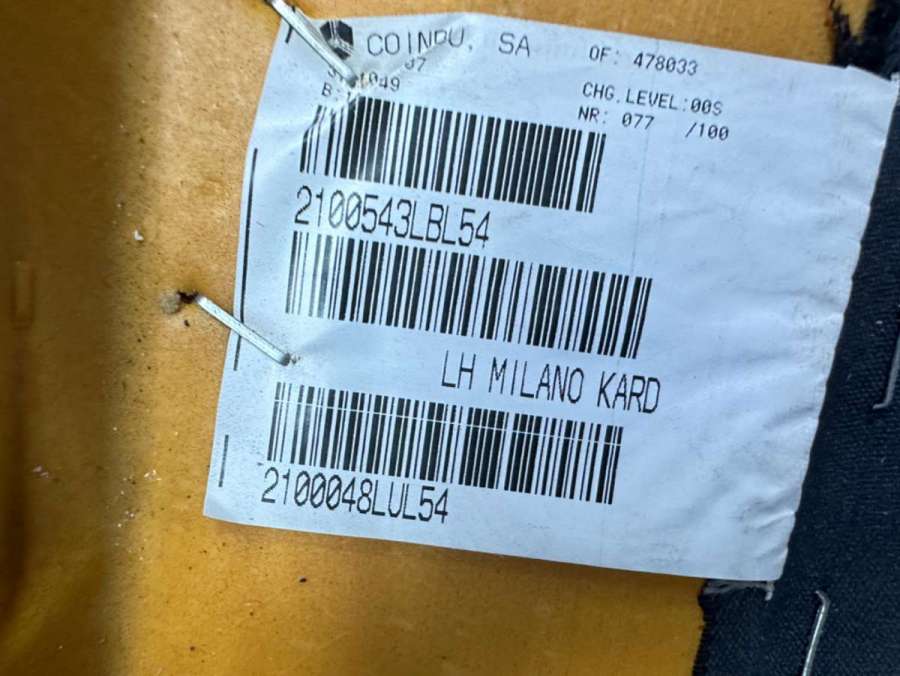 COINDU, SA
OF: 478033
CHG.LEVEL:00S
NR: 077 /100
2100543LBL54
LH MILANO KARD
2100048LUL54